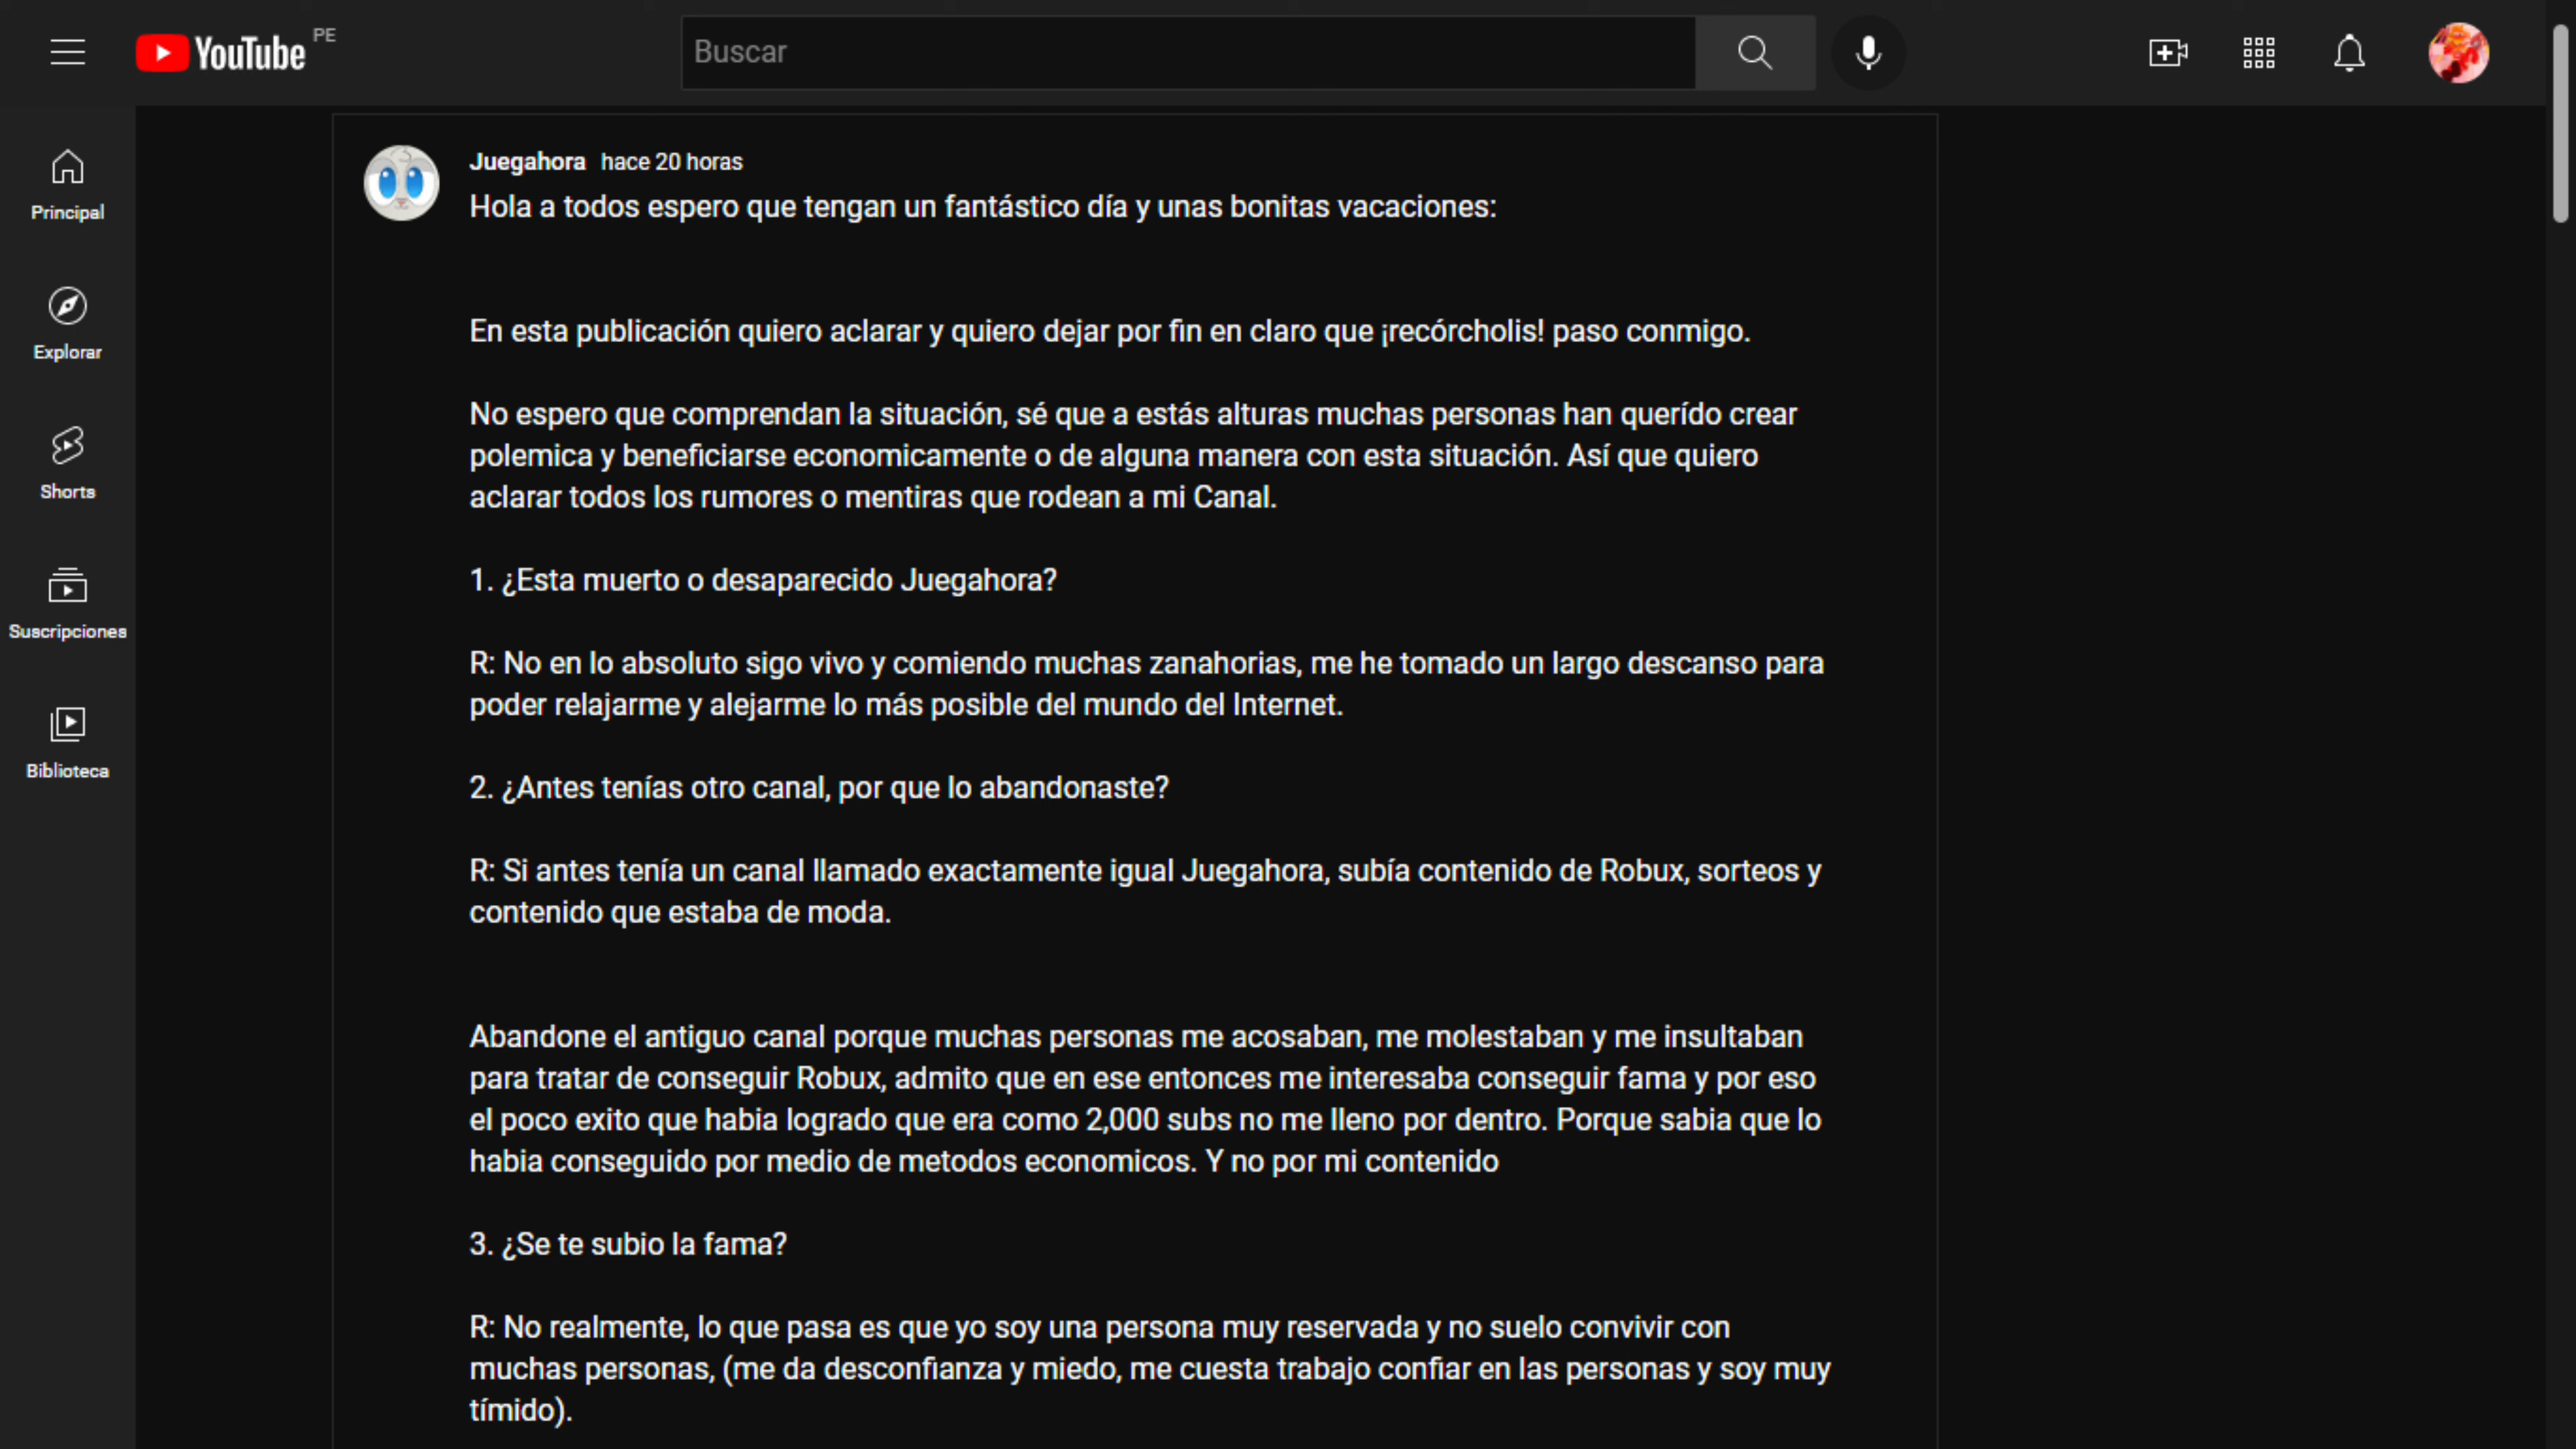 YouTube PE
Buscar
Principal
Explorar
Shorts
Suscripciones
Biblioteca
Juegahora hace 20 horas
Hola a todos espero que tengan un fantástico día y unas bonitas vacaciones:
En esta publicación quiero aclarar y quiero dejar por fin en claro que ¡recórcholis! paso conmigo.
No espero que comprendan la situación, sé que a estás alturas muchas personas han querído crear
polemica y beneficiarse economicamente o de alguna manera con esta situación. Así que quiero
aclarar todos los rumores o mentiras que rodean a mi Canal.
1. ¿Esta muerto o desaparecido Juegahora?
R: No en lo absoluto sigo vivo y comiendo muchas zanahorias, me he tomado un largo descanso para
poder relajarme y alejarme lo más posible del mundo del Internet.
2. ¿Antes tenías otro canal, por que lo abandonaste?
R: Si antes tenía un canal llamado exactamente igual Juegahora, subía contenido de Robux, sorteos y
contenido que estaba de moda.
Abandone el antiguo canal porque muchas personas me acosaban, me molestaban y me insultaban
para tratar de conseguir Robux, admito que en ese entonces me interesaba conseguir fama y por eso
el poco exito que habia logrado que era como 2,000 subs no me lleno por dentro. Porque sabia que lo
habia conseguido por medio de metodos economicos. Y no por mi contenido
3. ¿Se te subio la fama?
R: No realmente, lo que pasa es que yo soy una persona muy reservada y no suelo convivir con
muchas personas, (me da desconfianza y miedo, me cuesta trabajo confiar en las personas y soy muy
tímido).